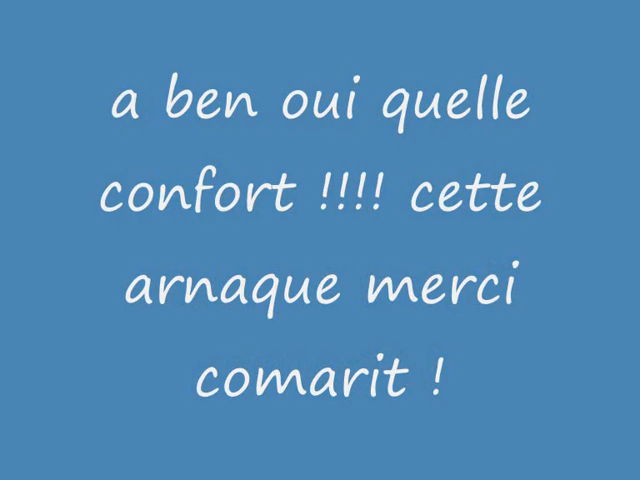 a ben oui quelle
confort !!!! cette
arnaque merci
comarit !